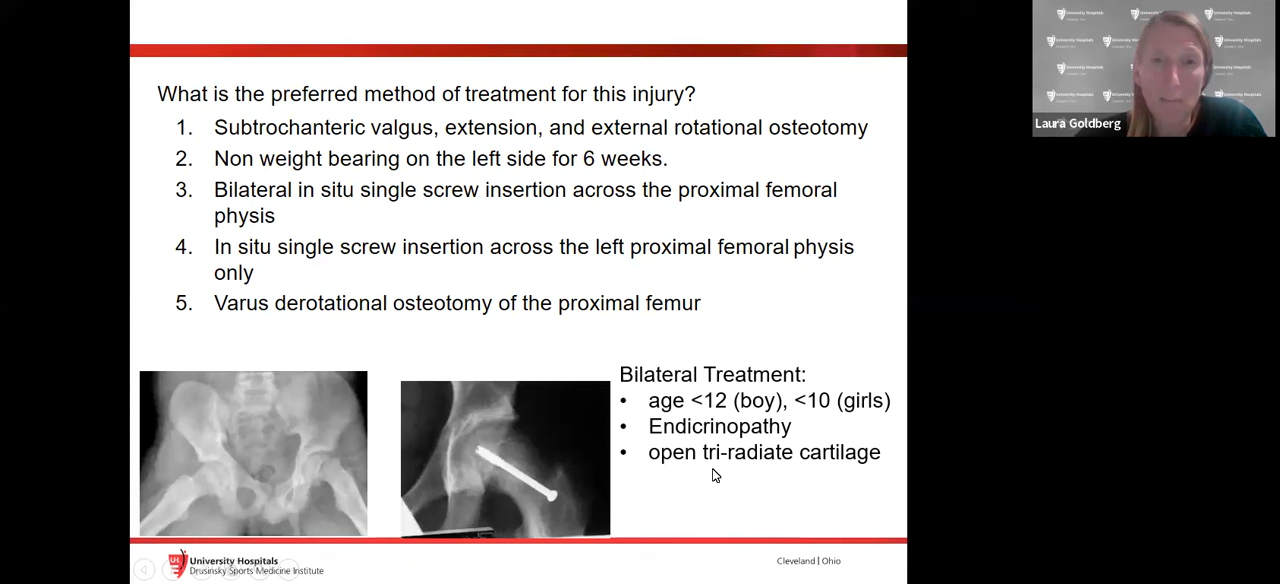 What is the preferred method of treatment for this injury?
1. Subtrochanteric valgus, extension, and external rotational osteotomy
2. Non weight bearing on the left side for 6 weeks.
3. Bilateral in situ single screw insertion across the proximal femoral
physis
4. In situ single screw insertion across the left proximal femoral physis
only
5. Varus derotational osteotomy of the proximal femur
Bilateral Treatment:
• age <12 (boy), <10 (girls)
• Endicrinopathy
• open tri-radiate cartilage
University Hospitals
Drusinsky Sports Medicine Institute
Cleveland | Ohio
University Hospitals
Laura Goldberg